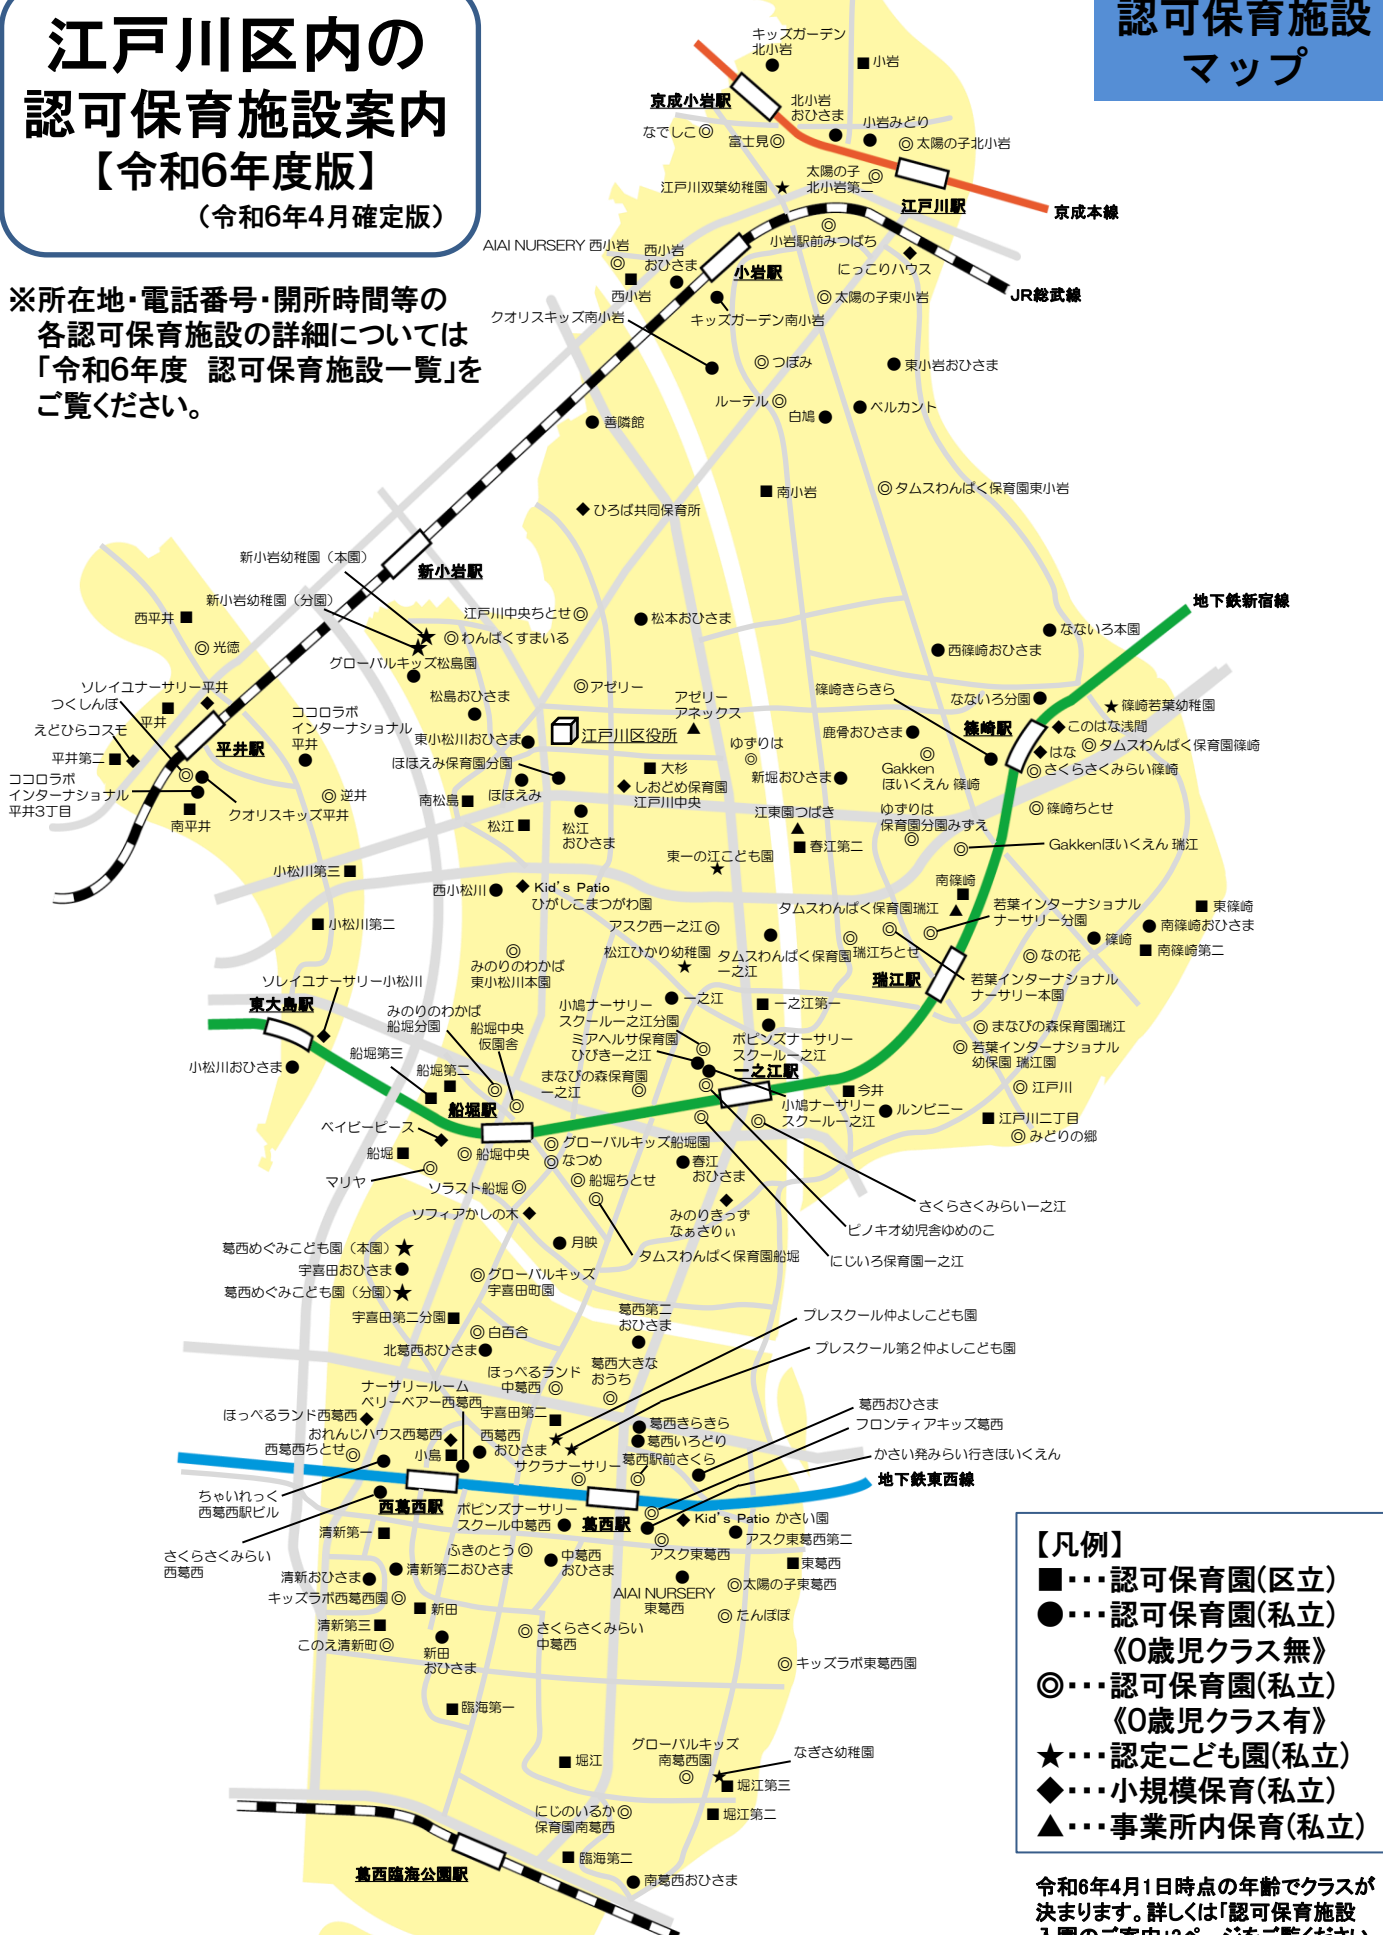 江戸川区内の
認可保育施設案内
【令和6年度版】
（令和6年4月確定版）
認可保育施設
マップ
※所在地・電話番号・開所時間等の
各認可保育施設の詳細については
「令和6年度 認可保育施設一覧」を
ご覧ください。
キッズガーデン
北小岩
■小岩
京成小岩駅
北小岩
おひさま
小岩みどり
なでしこ◎
富士見◎
◎太陽の子北小岩
太陽の子
北小岩第二
江戸川双葉幼稚園 ★
江戸川駅
京成本線
小岩駅前みつばち
AIAI NURSERY 西小岩
西小岩
おひさま
小岩駅
にっこりハウス
西小岩
◎太陽の子東小岩
JR総武線
クオリスキッズ南小岩
キッズガーデン南小岩
◎つぼみ
●東小岩おひさま
ルーテル◎
白鳩●
●ベルカント
●善隣館
■南小岩
◎タムスわんぱく保育園東小岩
◆ひろば共同保育所
新小岩幼稚園（本園）
新小岩駅
新小岩幼稚園（分園）
西平井■
江戸川中央ちとせ◎
●松本おひさま
地下鉄新宿線
◎光徳
◎わんぱくすまいる
●なないろ本園
グローバルキッズ松島園
●西篠崎おひさま
ソレイユナーサリー平井
つくしんぼ
平井
えどひらコスモ
松島おひさま
◎アゼリー
アゼリー
アネックス
篠崎きらきら
なないろ分園●
★篠崎若葉幼稚園
ココロラボ
インターナショナル
平井
平井駅
東小松川おひさま●
江戸川区役所
鹿骨おひさま●
篠崎駅
◆このはな浅間
平井第二■
ゆずりは
◆はな
◎タムスわんぱく保育園篠崎
ほほえみ保育園分園
■大杉
Gakken
ほいくえん 篠崎
◎さくらさくみらい篠崎
ココロラボ
インターナショナル
平井3丁目
新堀おひさま●
◎逆井
クオリスキッズ平井
南平井
南松島■
ほほえみ
◆しおどめ保育園
江戸川中央
江東園つばき
ゆずりは
保育園分園みずえ
◎篠崎ちとせ
松江■
松江
おひさま
■春江第二
Gakkenほいくえん 瑞江
東一の江こども園
小松川第三■
西小松川●
◆Kid's Patio
ひがしこまつがわ園
南篠崎
タムスわんぱく保育園瑞江
若葉インターナショナル
ナーサリー分園
■東篠崎
■小松川第二
アスク西一之江◎
●南篠崎おひさま
●篠崎
■南篠崎第二
松江ひかり幼稚園
タムスわんぱく保育園
一之江
瑞江ちとせ
◎なの花
みのりのわかば
東小松川本園
瑞江駅
若葉インターナショナル
ナーサリー本園
ソレイユナーサリー小松川
東大島駅
●一之江
■一之江第一
みのりのわかば
船堀分園
船堀中央
仮園舎
小鳩ナーサリー
スクール一之江分園
◎まなびの森保育園瑞江
ミアヘルサ保育園
ひびき一之江
ポピンズナーサリー
スクール一之江
◎若葉インターナショナル
幼保園 瑞江園
船堀第三
船堀第二
小松川おひさま●
一之江駅
まなびの森保育園
一之江
◎江戸川
■今井
船堀駅
小鳩ナーサリー
スクール一之江
●ルンビニー
■江戸川二丁目
ベイビーピース
◎みどりの郷
◎グローバルキッズ船堀園
船堀■
◎船堀中央
◎なつめ
●春江
おひさま
マリヤ
ソラスト船堀◎
◎船堀ちとせ
ソフィアかしの木◆
みのりきっず
なぁさりぃ
さくらさくみらい一之江
ピノキオ幼児舎ゆめのこ
葛西めぐみこども園（本園）★
●月映
タムスわんぱく保育園船堀
にじいろ保育園一之江
宇喜田おひさま●
◎グローバルキッズ
宇喜田町園
葛西めぐみこども園（分園）★
宇喜田第二分園■
葛西第二
おひさま
プレスクール仲よしこども園
◎白百合
北葛西おひさま●
プレスクール第2仲よしこども園
ほっぺるランド
中葛西◎
葛西大きな
おうち
ナーサリールーム
ベリーベアー西葛西
ほっぺるランド西葛西◆
宇喜田第二
葛西おひさま
おれんじハウス西葛西◆
●葛西きらきら
フロンティアキッズ葛西
西葛西
おひさま
●葛西いろどり
西葛西ちとせ◎
小島■
葛西駅前さくら
かさい発みらい行きほいくえん
サクラナーサリー
地下鉄東西線
ちゃいれっく
西葛西駅ビル
西葛西駅
ポピンズナーサリー
スクール中葛西●
葛西駅
◆Kid's Patio かさい園
清新第一■
アスク東葛西第二
さくらさくみらい
西葛西
ふきのとう◎
●中葛西
おひさま
アスク東葛西
■東葛西
●清新第二おひさま
清新おひさま●
AIAI NURSERY
東葛西
◎太陽の子東葛西
キッズラボ西葛西園◎
■新田
◎たんぽぽ
清新第三■
◎さくらさくみらい
中葛西
このえ清新町◎
新田
おひさま
◎キッズラボ東葛西園
■臨海第一
グローバルキッズ
南葛西園
なぎさ幼稚園
■堀江
■堀江第三
にじのいるか◎
保育園南葛西
■堀江第二
■臨海第二
葛西臨海公園駅
●南葛西おひさま
【凡例】
■・・・認可保育園(区立)
●・・・認可保育園(私立)
《0歳児クラス無》
◎・・・認可保育園(私立)
《0歳児クラス有》
★・・・認定こども園(私立)
◆・・・小規模保育(私立)
▲・・・事業所内保育(私立)
令和6年4月1日時点の年齢でクラスが
決まります。詳しくは「認可保育施設
入園のご案内」2ページをご覧ください